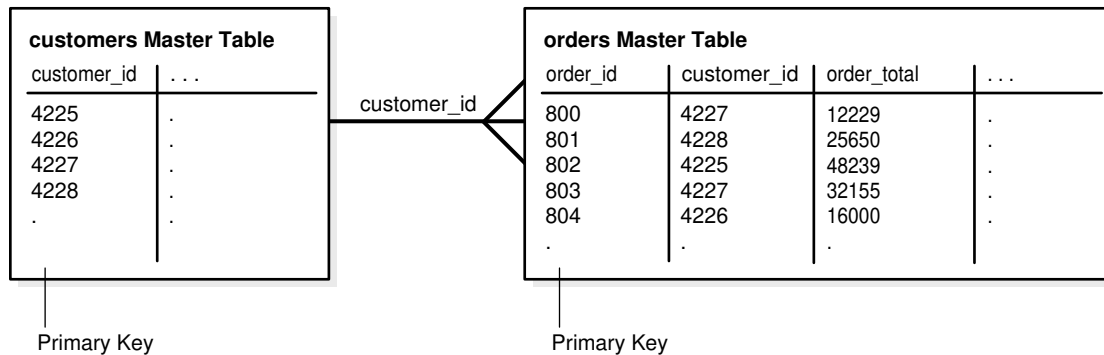 customers Master Table
customer_id ...
4225 .
4226 .
4227 .
4228 .
. .
customer_id
orders Master Table
order_id customer_id order_total ...
800 4227 12229 .
801 4228 25650 .
802 4225 48239 .
803 4227 32155 .
804 4226 16000 .
. . .
Primary Key
Primary Key